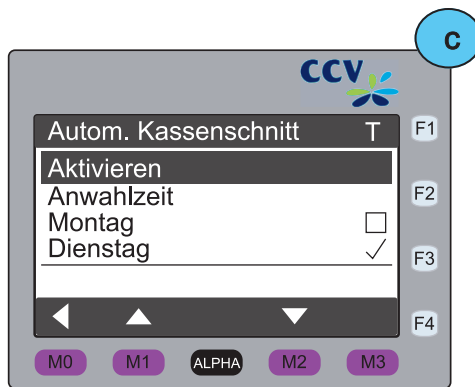 C
CCV
Autom. Kassenschnitt T
F1
Aktivieren
Anwahlzeit
F2
Montag
Dienstag
F3
F4
M0 M1 ALPHA M2 M3